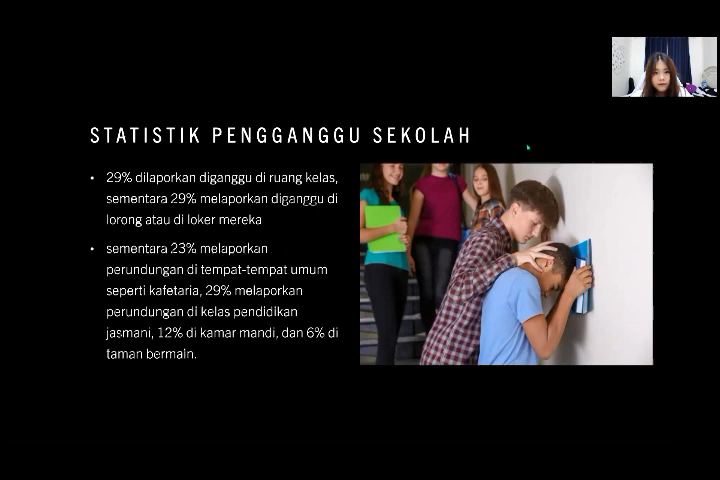 STATISTIK PENGGANGGU SEKOLAH
• 29% dilaporkan diganggu di ruang kelas,
sementara 29% melaporkan diganggu di
lorong atau di loker mereka
• sementara 23% melaporkan
perundungan di tempat-tempat umum
seperti kafetaria, 29% melaporkan
perundungan di kelas pendidikan
jasmani, 12% di kamar mandi, dan 6% di
taman bermain.